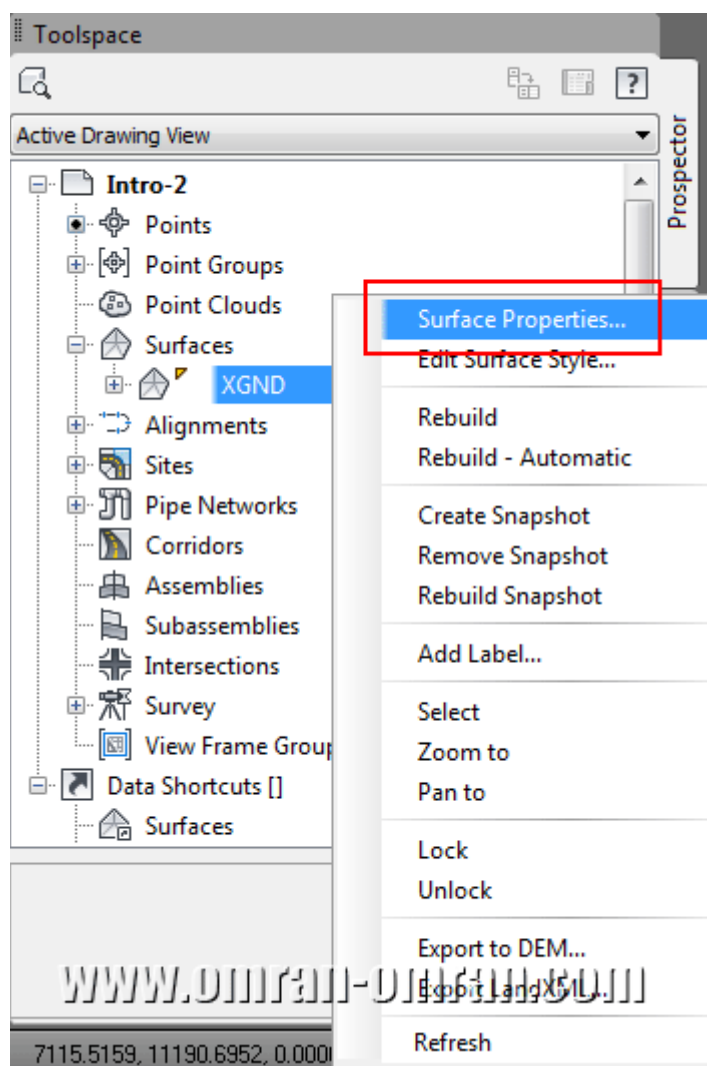 Toolspace
?
Active Drawing View
Prospector
Intro-2
Points
Point Groups
Point Clouds
Surfaces
XGND
Alignments
Sites
Pipe Networks
Corridors
Assemblies
Subassemblies
Intersections
Survey
View Frame Group
Data Shortcuts []
Surfaces
Surface Properties...
Edit Surface Style...
Rebuild
Rebuild - Automatic
Create Snapshot
Remove Snapshot
Rebuild Snapshot
Add Label...
Select
Zoom to
Pan to
Lock
Unlock
Export to DEM...
Export LandXML...
Refresh
www.omran-omran.com
7115.5159, 11190.6952, 0.000